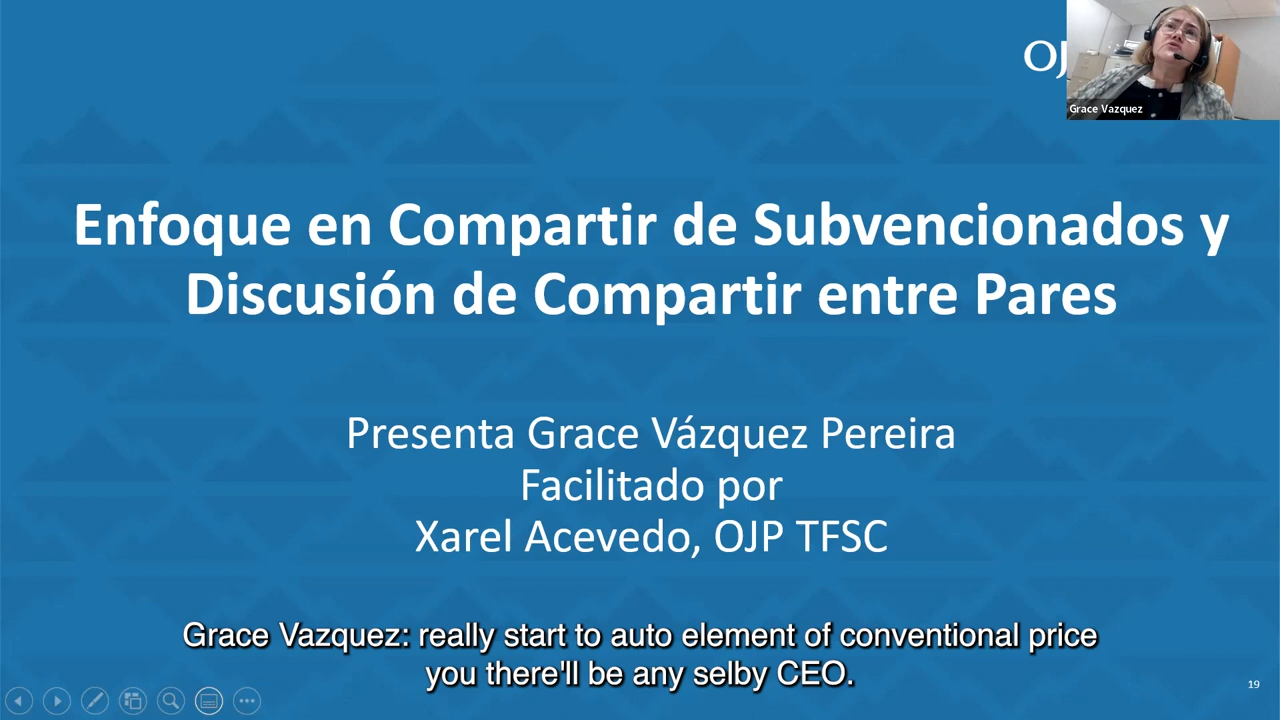 OJ
Grace Vazquez
Enfoque en Compartir de Subvencionados y
Discusión de Compartir entre Pares
Presenta Grace Vázquez Pereira
Facilitado por
Xarel Acevedo, OJP TFSC
Grace Vazquez: really start to auto element of conventional price
you there'll be any selby CEO.
19